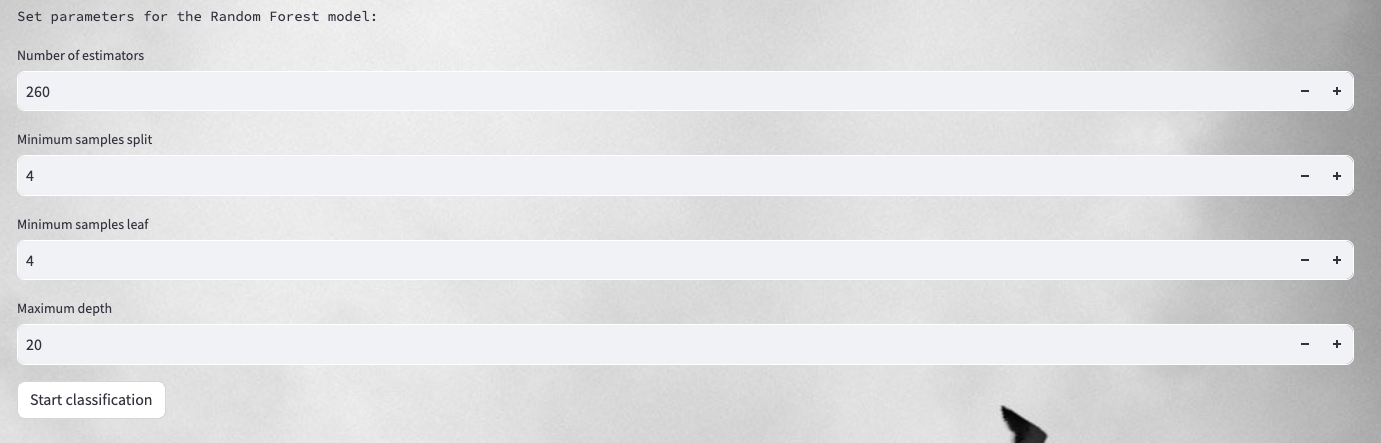 Set parameters for the Random Forest model:
Number of estimators
260
Minimum samples split
4
Minimum samples leaf
4
Maximum depth
20
Start classification